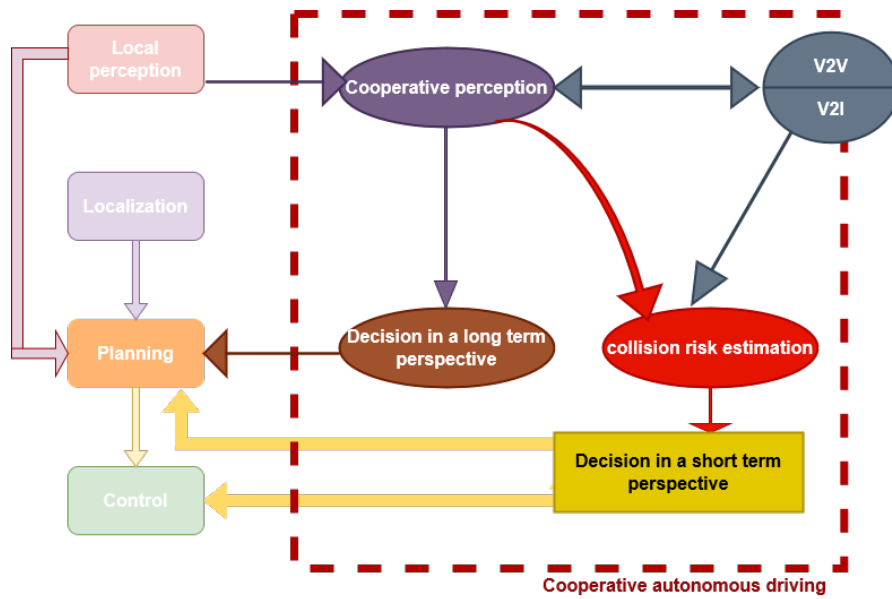 Local
perception
Cooperative perception
V2V
V2I
Localization
Planning
Decision in a long term
perspective
collision risk estimation
Control
Decision in a short term
perspective
Cooperative autonomous driving